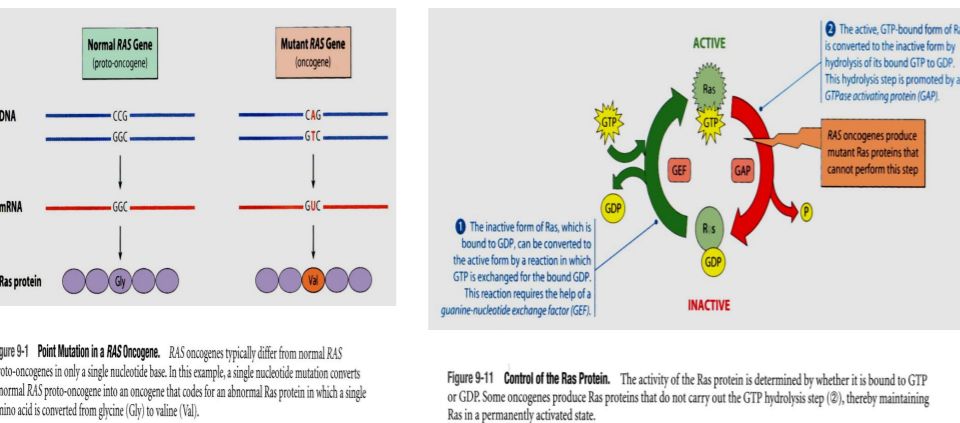 Normal RAS Gene
(proto-oncogene)
Mutant RAS Gene
(oncogene)
DNA
CCG
GGC
CAG
GTC
mRNA
GGC
GUC
Ras protein
Gly
Val
Figure 9-1 Point Mutation in a RAS Oncogene. RAS oncogenes typically differ from normal RAS
proto-oncogenes in only a single nucleotide base. In this example, a single nucleotide mutation converts
normal RAS proto-oncogene into an oncogene that codes for an abnormal Ras protein in which a single
amino acid is converted from glycine (Gly) to valine (Val).
ACTIVE
Ras
GTP
GTP
GEF
GAP
GDP
P
Ras
GDP
INACTIVE
2 The active, GTP-bound form of Ra
is converted to the inactive form by
hydrolysis of its bound GTP to GDP.
This hydrolysis step is promoted by a
GTPase activating protein (GAP).
RAS oncogenes produce
mutant Ras proteins that
cannot perform this step
1 The inactive form of Ras, which is
bound to GDP, can be converted to
the active form by a reaction in which
GTP is exchanged for the bound GDP.
This reaction requires the help of a
guanine-nucleotide exchange factor (GEF).
Figure 9-11 Control of the Ras Protein. The activity of the Ras protein is determined by whether it is bound to GTP
or GDP. Some oncogenes produce Ras proteins that do not carry out the GTP hydrolysis step (②), thereby maintaining
Ras in a permanently activated state.